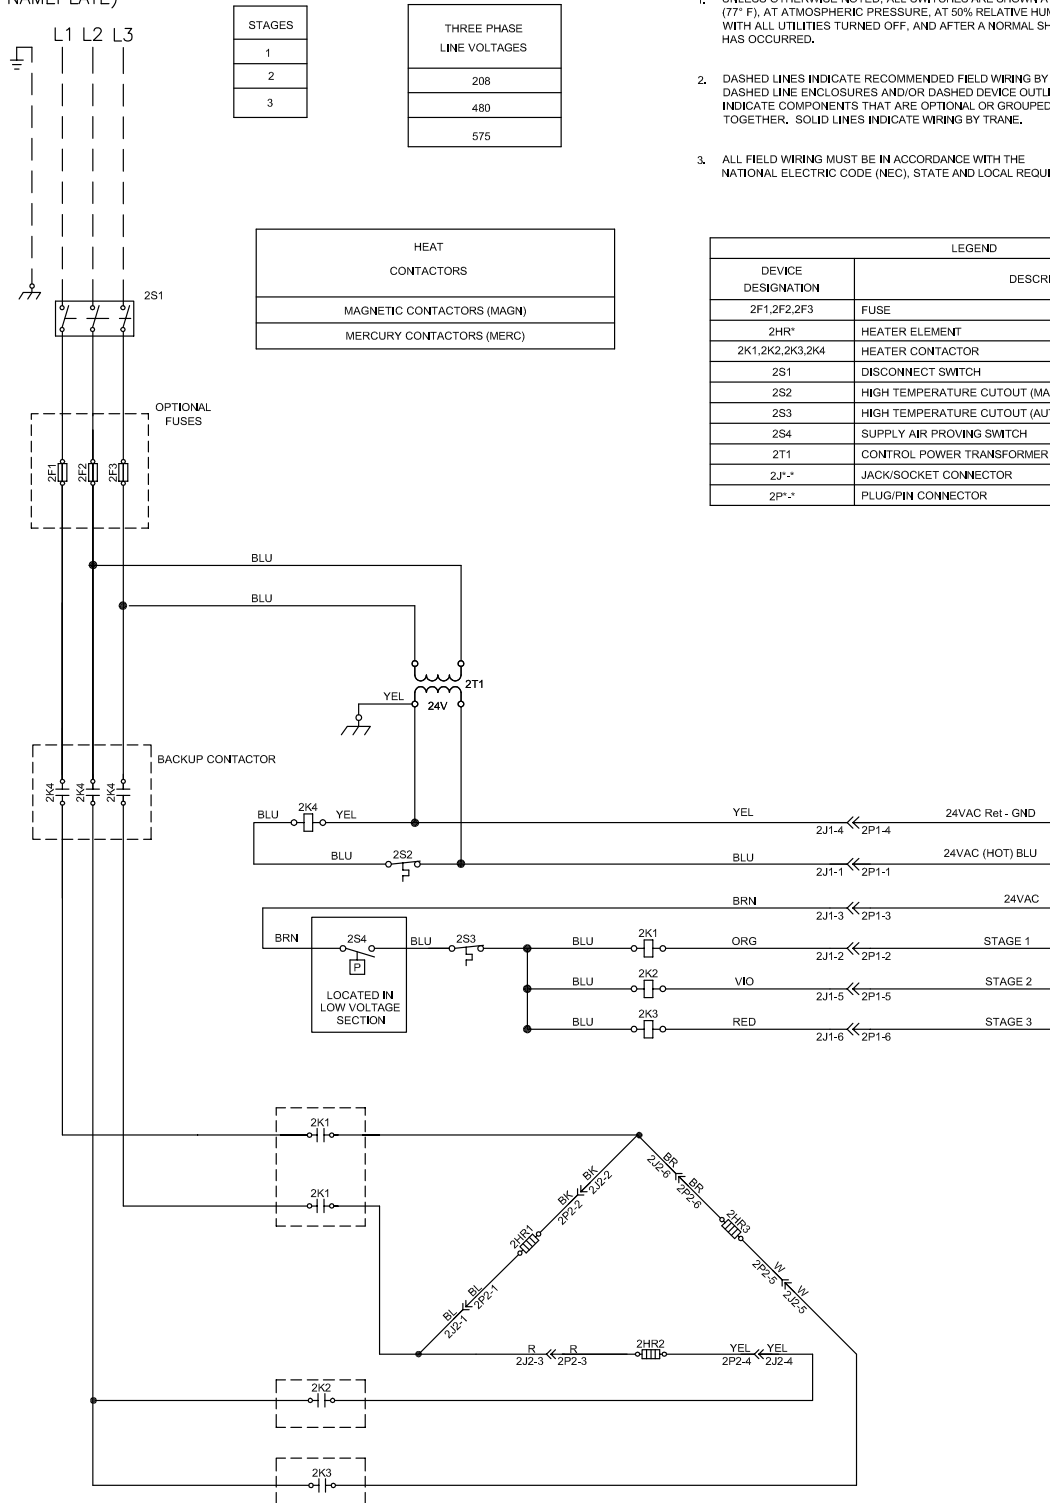 NAMEPLATE)
L1 L2 L3
STAGES
1
2
3
THREE PHASE
LINE VOLTAGES
208
480
575
1. UNLESS OTHERWISE NOTED, ALL SWITCHES ARE SHOWN A
(77° F), AT ATMOSPHERIC PRESSURE, AT 50% RELATIVE HUM
WITH ALL UTILITIES TURNED OFF, AND AFTER A NORMAL SH
HAS OCCURRED.
2. DASHED LINES INDICATE RECOMMENDED FIELD WIRING BY
DASHED LINE ENCLOSURES AND/OR DASHED DEVICE OUTLI
INDICATE COMPONENTS THAT ARE OPTIONAL OR GROUPED
TOGETHER. SOLID LINES INDICATE WIRING BY TRANE.
3. ALL FIELD WIRING MUST BE IN ACCORDANCE WITH THE
NATIONAL ELECTRIC CODE (NEC), STATE AND LOCAL REQUI
HEAT
CONTACTORS
MAGNETIC CONTACTORS (MAGN)
MERCURY CONTACTORS (MERC)
LEGEND
DEVICE
DESIGNATION
DESCRI
2F1,2F2,2F3 FUSE
2HR* HEATER ELEMENT
2K1,2K2,2K3,2K4 HEATER CONTACTOR
2S1 DISCONNECT SWITCH
2S2 HIGH TEMPERATURE CUTOUT (MA
2S3 HIGH TEMPERATURE CUTOUT (AU
2S4 SUPPLY AIR PROVING SWITCH
2T1 CONTROL POWER TRANSFORMER
2J*-* JACK/SOCKET CONNECTOR
2P*-* PLUG/PIN CONNECTOR
2S1
OPTIONAL
FUSES
2F1 2F2 2F3
BLU
BLU
2T1
YEL
24V
BACKUP CONTACTOR
2K4 2K4 2K4
BLU 2K4 YEL
YEL
2J1-4 2P1-4
24VAC Ret - GND
BLU 2S2
BLU
2J1-1 2P1-1
24VAC (HOT) BLU
BRN
2J1-3 2P1-3
24VAC
BRN 2S4 BLU 2S3
P
LOCATED IN
LOW VOLTAGE
SECTION
BLU 2K1 ORG
2J1-2 2P1-2
STAGE 1
BLU 2K2 VIO
2J1-5 2P1-5
STAGE 2
BLU 2K3 RED
2J1-6 2P1-6
STAGE 3
2K1
2K1
BK BK
2P2-2 2J2-2
2HR1
BL BL
2J2-1 2P2-1
BR BR
2J2-6 2P2-6
2HR3
W W
2P2-5 2J2-5
R R
2J2-3 2P2-3
2HR2
YEL YEL
2P2-4 2J2-4
2K2
2K3